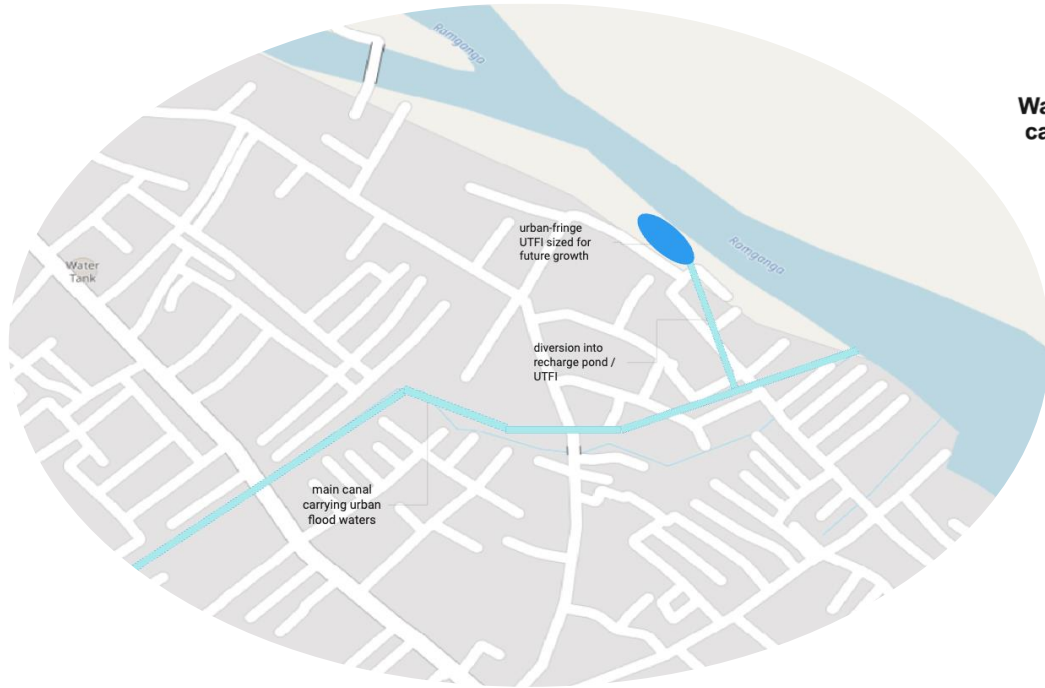 Ramganga
Wa
ca
urban-fringe
UTFI sized for
future growth
Ramganga
Water
Tank
diversion into
recharge pond /
UTFI
main canal
carrying urban
flood waters